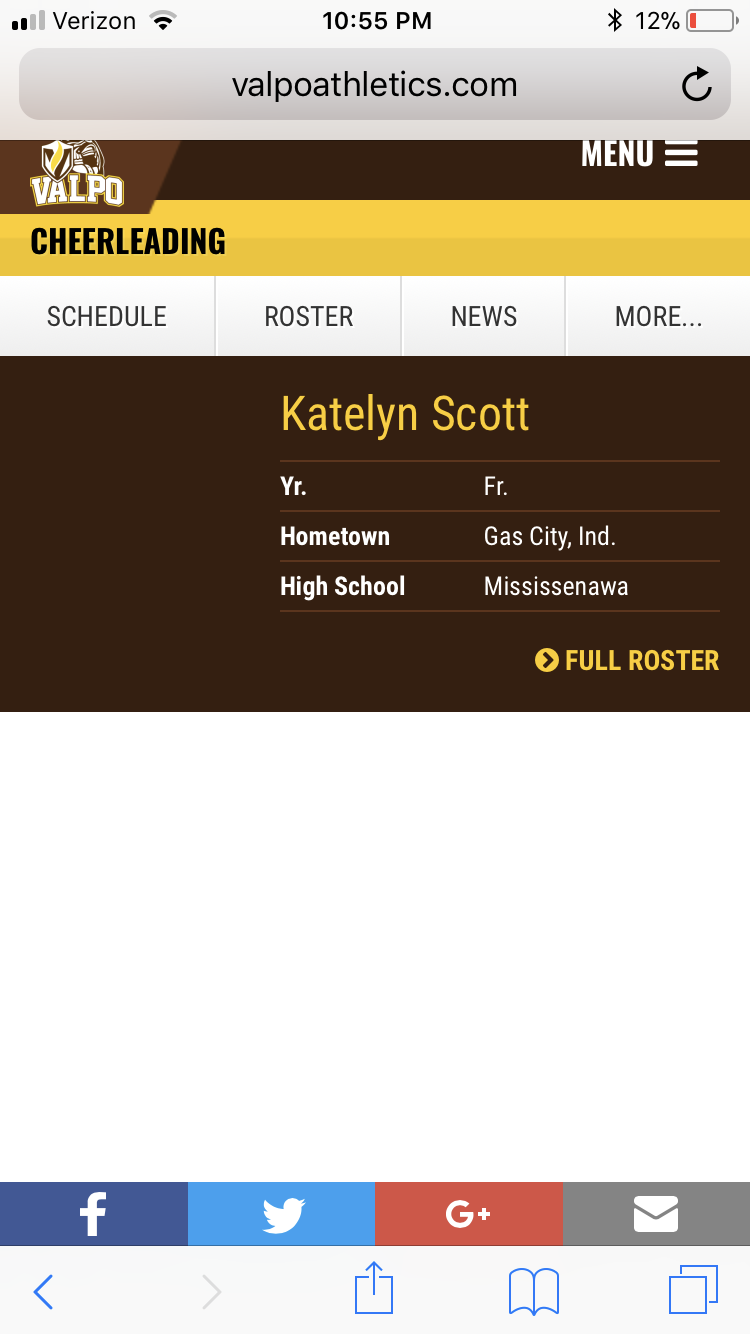 Verizon 10:55 PM 12%
valpoathletics.com
VALPO MENU
CHEERLEADING
SCHEDULE ROSTER NEWS MORE...
Katelyn Scott
Yr. Fr.
Hometown Gas City, Ind.
High School Mississenawa
FULL ROSTER
f G+